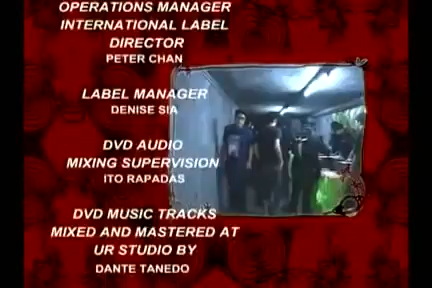 OPERATIONS MANAGER
INTERNATIONAL LABEL
DIRECTOR
PETER CHAN
LABEL MANAGER
DENISE SIA
DVD AUDIO
MIXING SUPERVISION
ITO RAPADAS
DVD MUSIC TRACKS
MIXED AND MASTERED AT
UR STUDIO BY
DANTE TANEDO